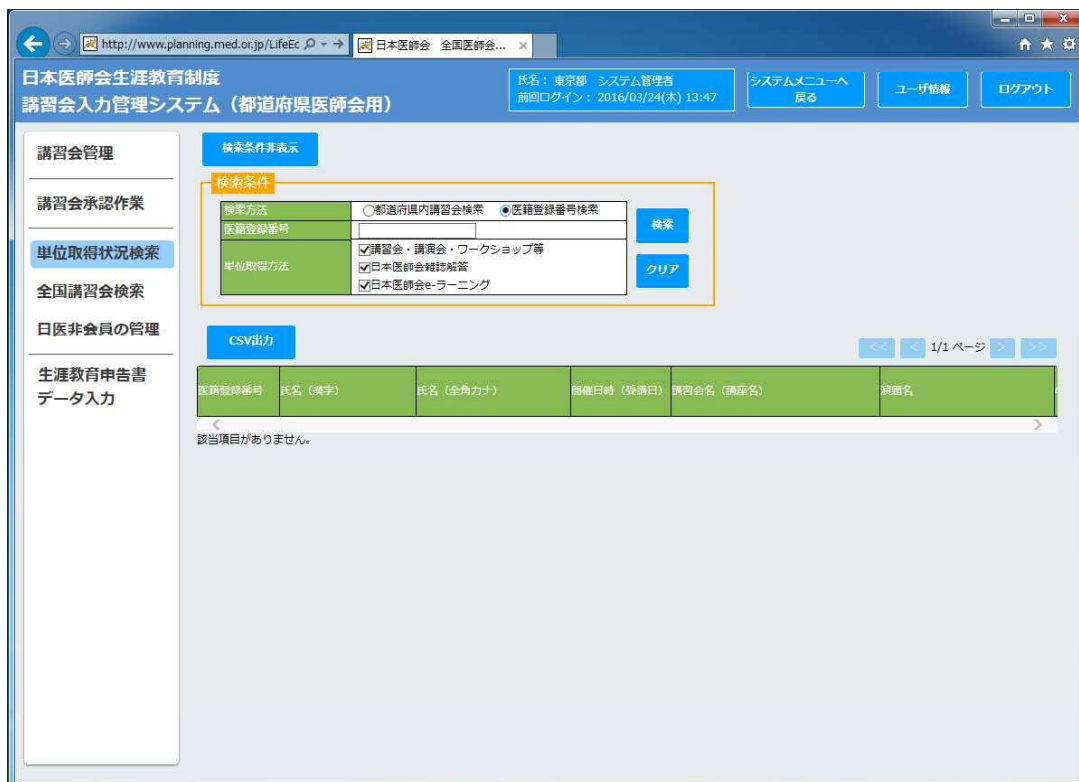 http://www.planning.med.or.jp/LifeEc
日本医師会 全国医師会...
日本医師会生涯教育制度
講習会入力管理システム（都道府県医師会用）
氏名： 東京都 システム管理者
前回ログイン： 2016/03/24(木) 13:47
システムメニューへ
戻る
ユーザ情報
ログアウト
講習会管理
講習会承認作業
単位取得状況検索
全国講習会検索
日医非会員の管理
生涯教育申告書
データ入力
検索条件非表示
検索条件
検索方法 都道府県内講習会検索 医籍登録番号検索
医籍登録番号
単位取得方法
講習会・講演会・ワークショップ等
日本医師会雑誌解答
日本医師会e-ラーニング
検索
クリア
CSV出力
<< < 1/1 ページ > >>
医籍登録番号 氏名（漢字） 氏名（全角カナ） 開催日時（受講日） 講習会名（講座名） 演題名
該当項目がありません。